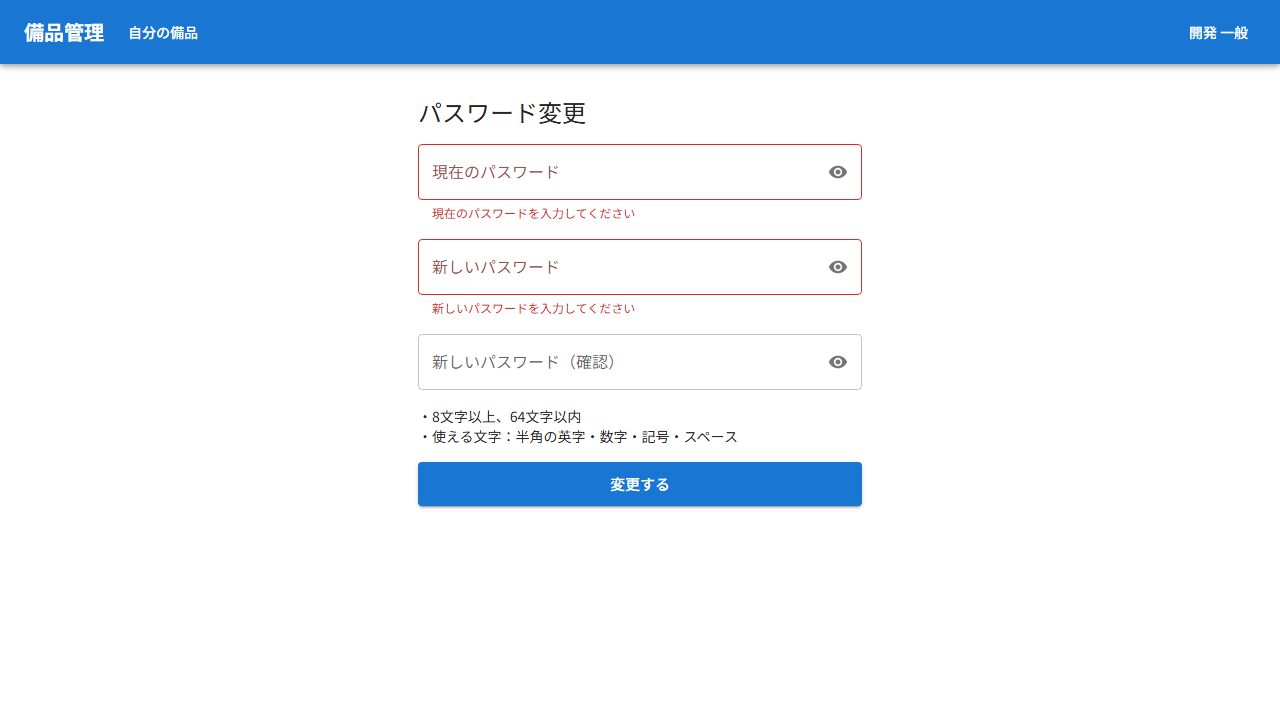 備品管理 自分の備品 開発 一般
パスワード変更
現在のパスワード
現在のパスワードを入力してください
新しいパスワード
新しいパスワードを入力してください
新しいパスワード（確認）
・8文字以上、64文字以内
・使える文字：半角の英字・数字・記号・スペース
変更する